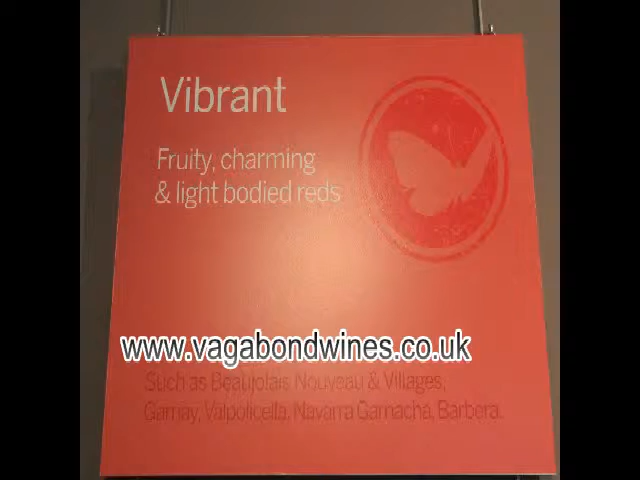 Vibrant
Fruity, charming
& light bodied reds
www.vagabondwines.co.uk
Such as Beaujolais Nouveau & Villages,
Gamay, Valpolicella, Navarra Garnacha, Barbera.